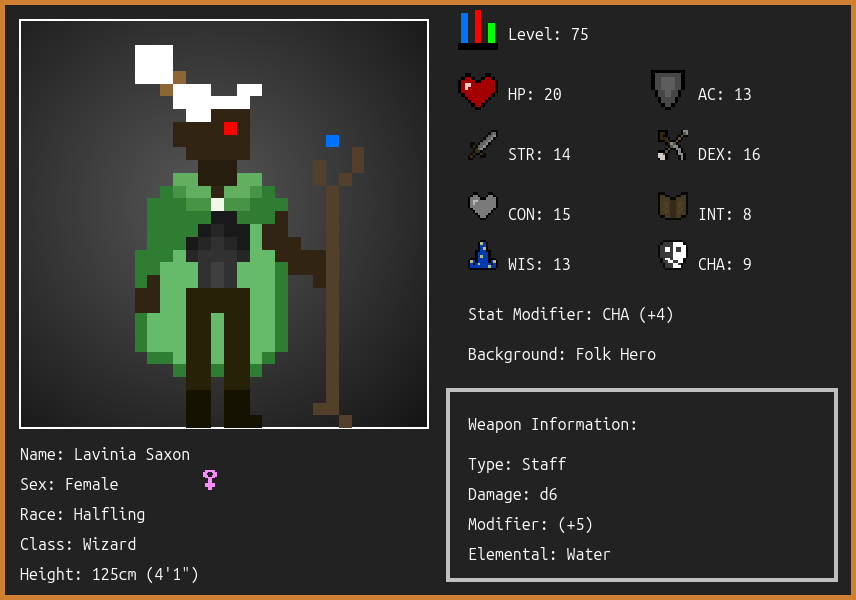 Level: 75
HP: 20
AC: 13
STR: 14
DEX: 16
CON: 15
INT: 8
WIS: 13
CHA: 9
Stat Modifier: CHA (+4)
Background: Folk Hero
Weapon Information:
Type: Staff
Damage: d6
Modifier: (+5)
Elemental: Water
Name: Lavinia Saxon
Sex: Female
Race: Halfling
Class: Wizard
Height: 125cm (4'1")